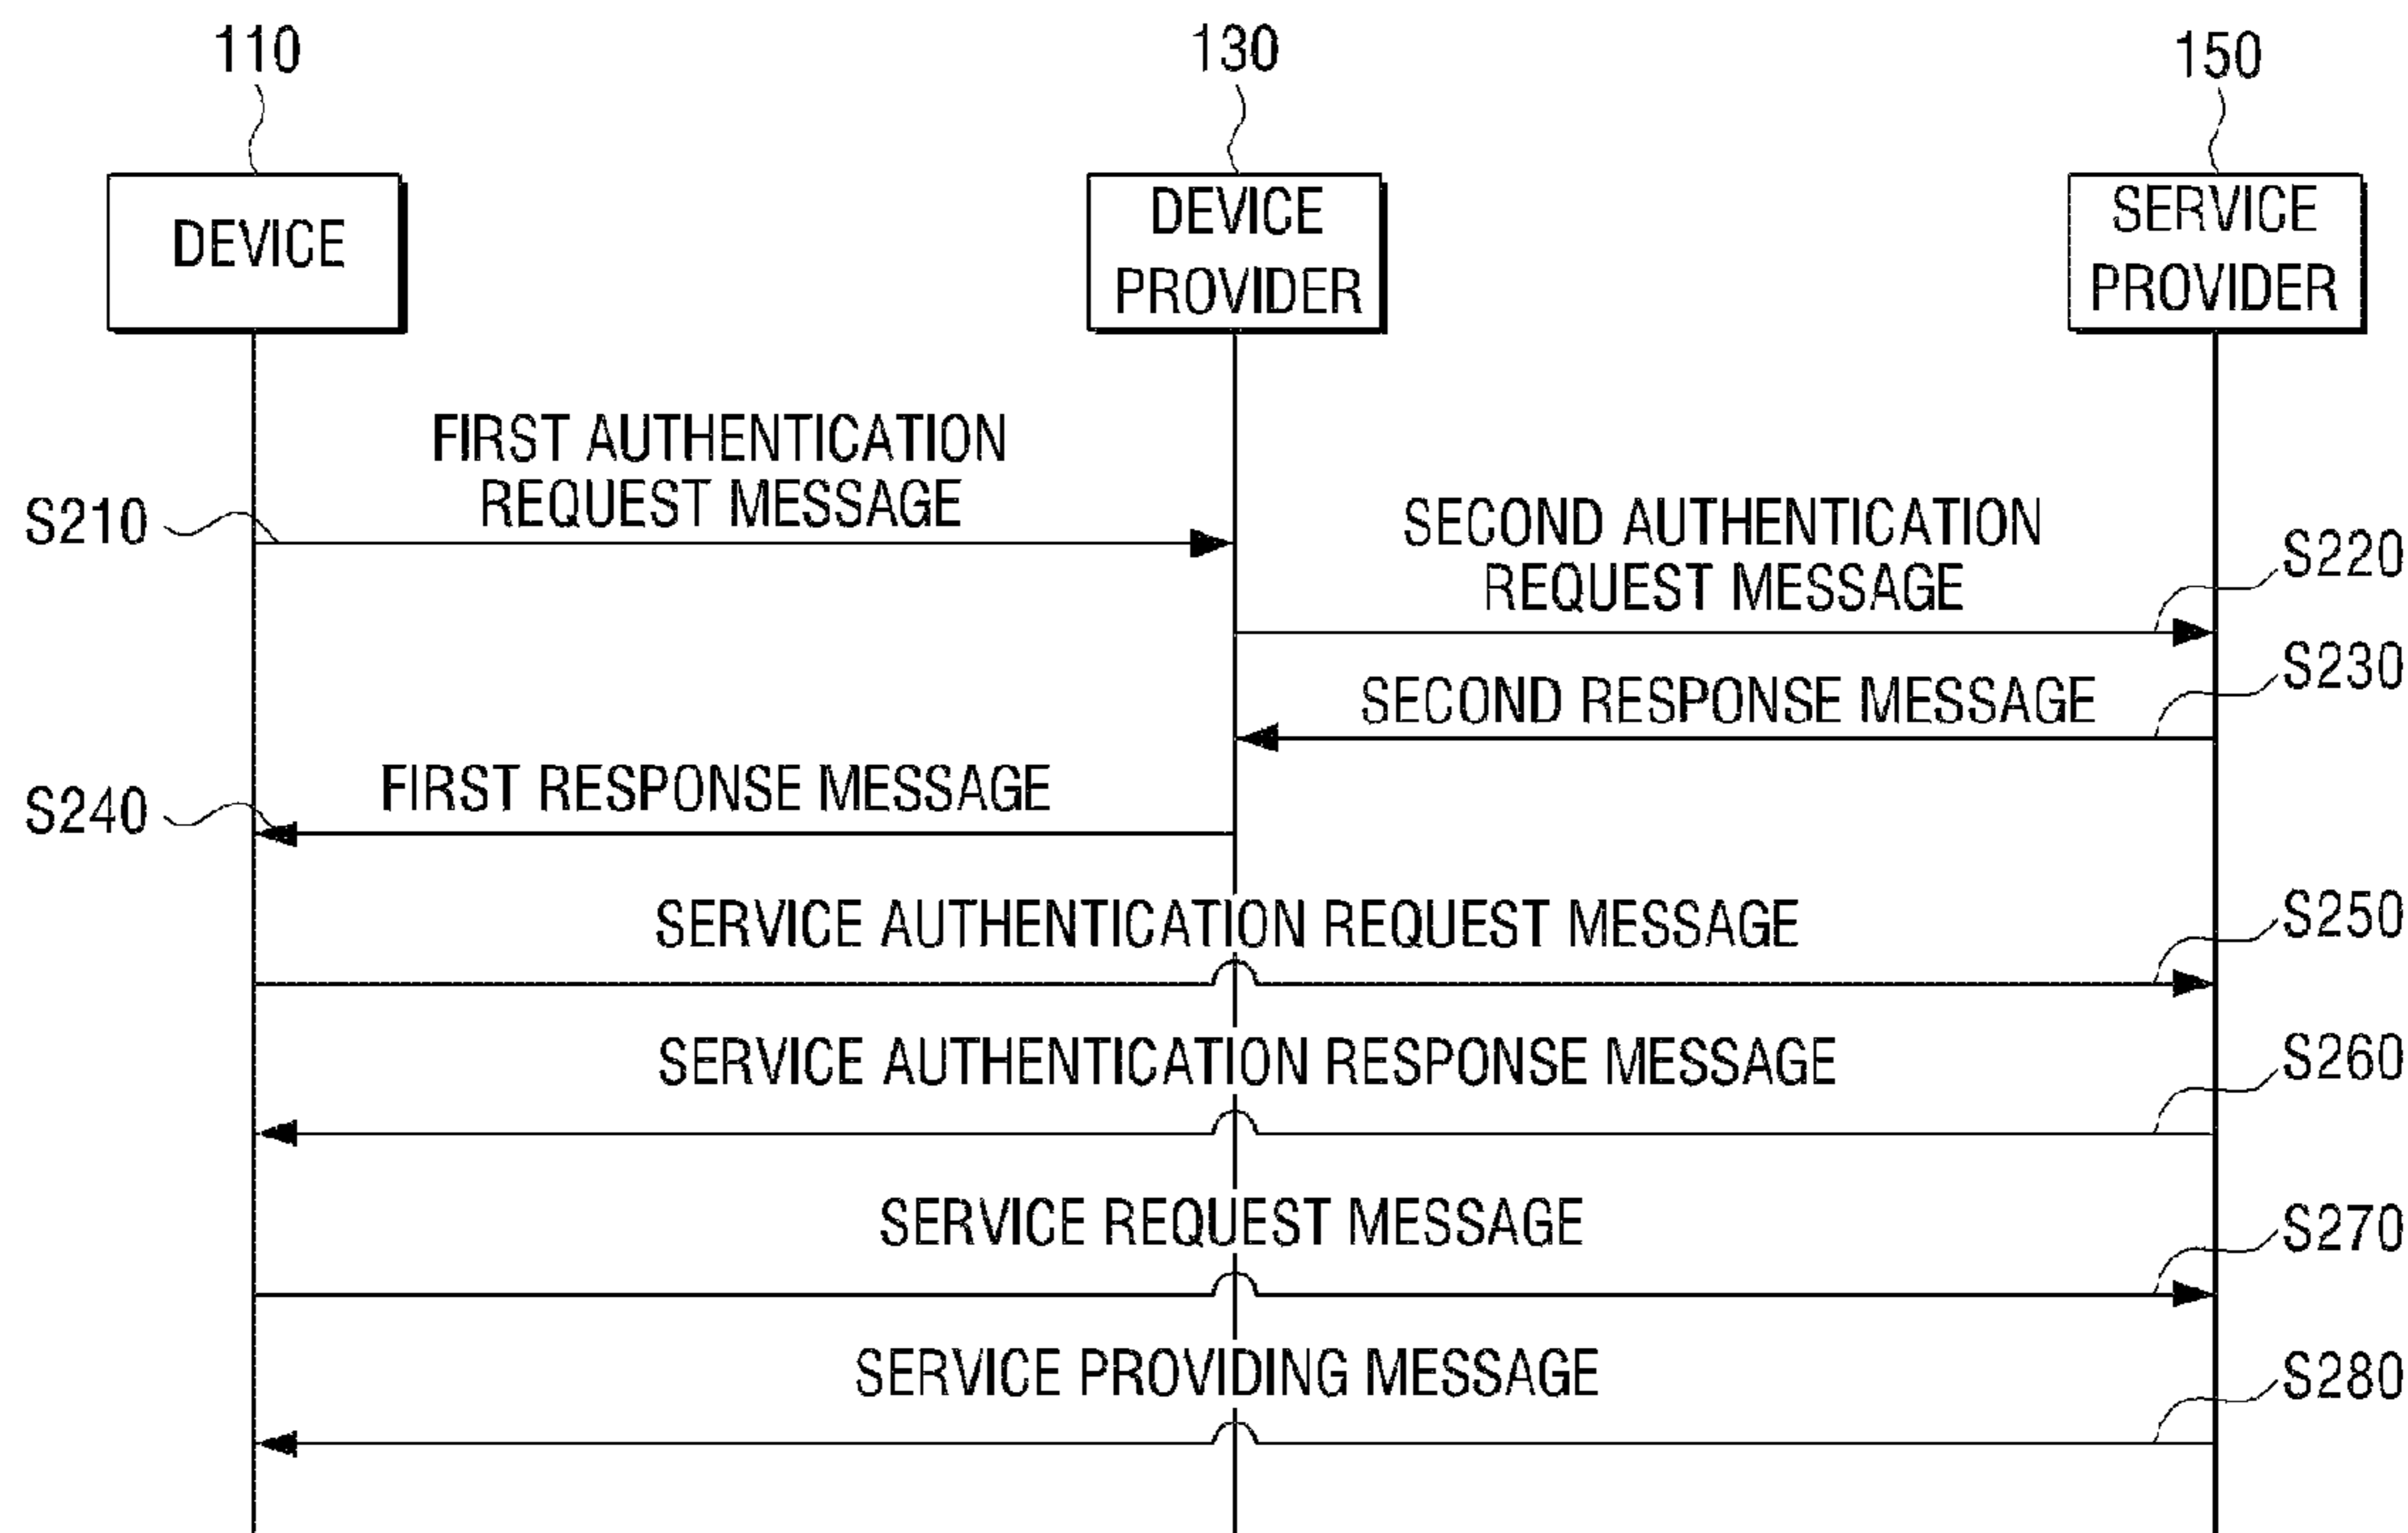 110
130
150
DEVICE
DEVICE
PROVIDER
SERVICE
PROVIDER
FIRST AUTHENTICATION
REQUEST MESSAGE
S210
SECOND AUTHENTICATION
REQUEST MESSAGE
S220
SECOND RESPONSE MESSAGE
S230
FIRST RESPONSE MESSAGE
S240
SERVICE AUTHENTICATION REQUEST MESSAGE
S250
SERVICE AUTHENTICATION RESPONSE MESSAGE
S260
SERVICE REQUEST MESSAGE
S270
SERVICE PROVIDING MESSAGE
S280